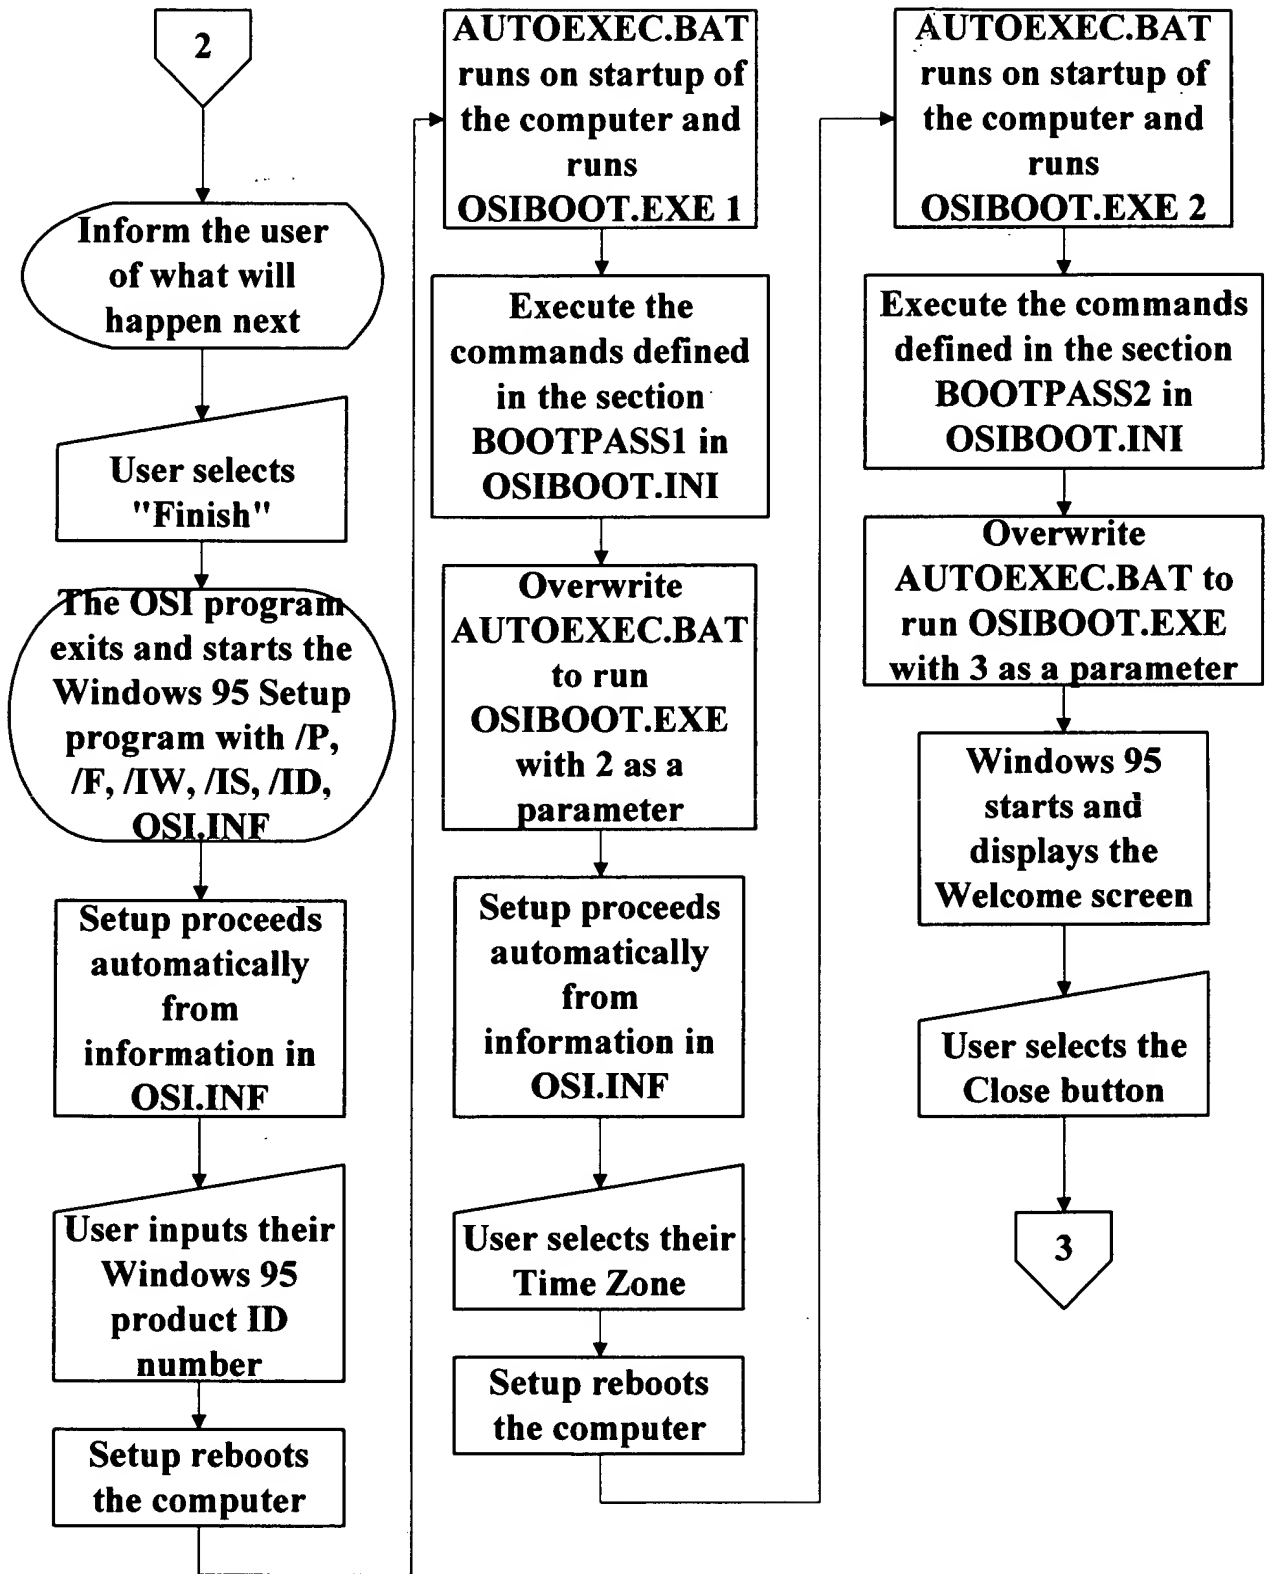 2
Inform the user
of what will
happen next
User selects
"Finish"
The OSI program
exits and starts the
Windows 95 Setup
program with /P,
/F, /IW, /IS, /ID,
OSI.INF
Setup proceeds
automatically
from
information in
OSI.INF
User inputs their
Windows 95
product ID
number
Setup reboots
the computer
AUTOEXEC.BAT
runs on startup of
the computer and
runs
OSIBOOT.EXE 1
Execute the
commands defined
in the section
BOOTPASS1 in
OSIBOOT.INI
Overwrite
AUTOEXEC.BAT
to run
OSIBOOT.EXE
with 2 as a
parameter
Setup proceeds
automatically
from
information in
OSI.INF
User selects their
Time Zone
Setup reboots
the computer
AUTOEXEC.BAT
runs on startup of
the computer and
runs
OSIBOOT.EXE 2
Execute the commands
defined in the section
BOOTPASS2 in
OSIBOOT.INI
Overwrite
AUTOEXEC.BAT to
run OSIBOOT.EXE
with 3 as a parameter
Windows 95
starts and
displays the
Welcome screen
User selects the
Close button
3